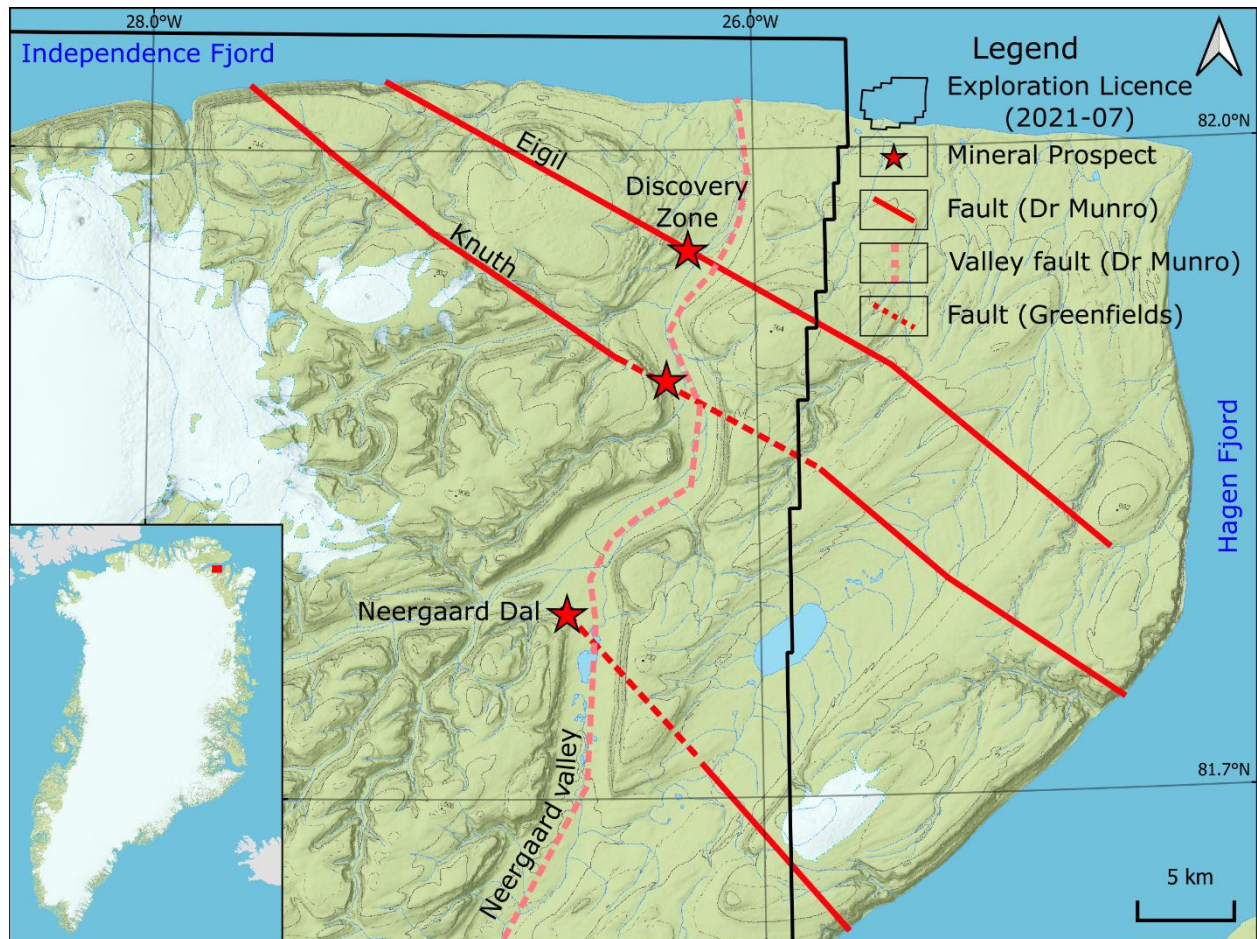 28.0°W
26.0°W
Independence Fjord
Legend
Exploration Licence
(2021-07)
82.0°N
Mineral Prospect
Eigil
Discovery
Zone
Fault (Dr Munro)
Knuth
Valley fault (Dr Munro)
Fault (Greenfields)
Hagen Fjord
Neergaard Dal
Neergaard valley
81.7°N
5 km